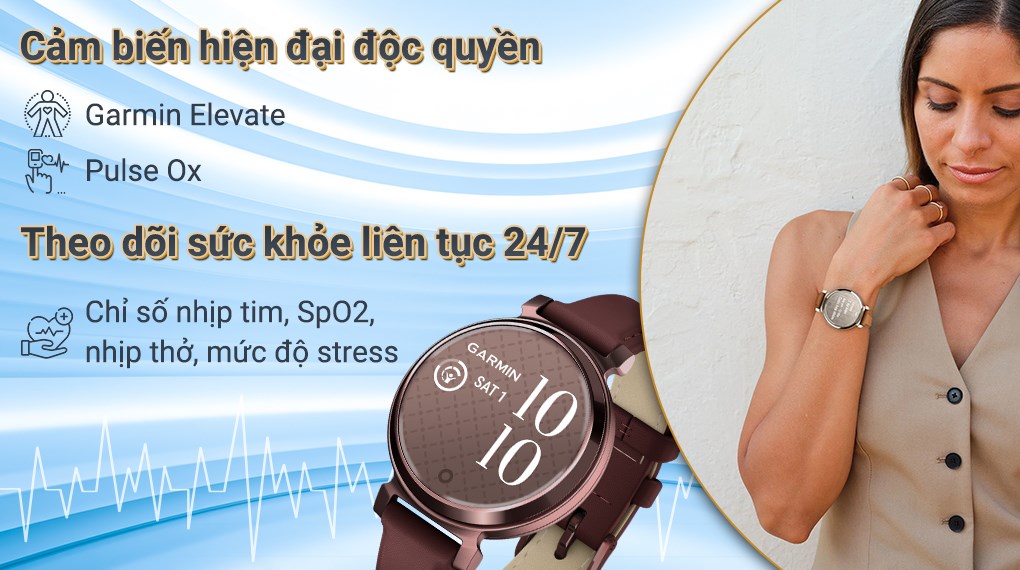 Cảm biến hiện đại độc quyền
Garmin Elevate
Pulse Ox
Theo dõi sức khỏe liên tục 24/7
Chỉ số nhịp tim, SpO2,
nhịp thở, mức độ stress
GARMIN
SAT 1
10
10